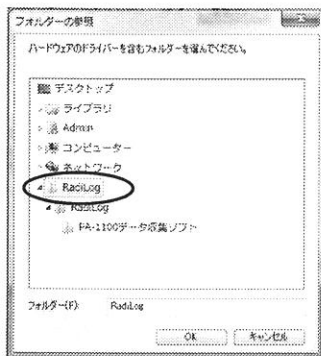 フォルダーの参照
ハードウェアのドライバーを含むフォルダーを選んでください。
デスクトップ
ライブラリ
Admin
コンピューター
ネットワーク
RadiLog
RadiLog
PA-1100データ収集ソフト
フォルダー(F):
RadiLog
OK
キャンセル